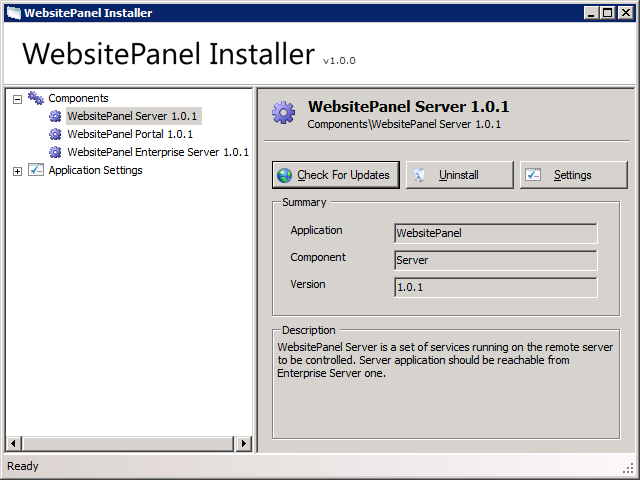 WebsitePanel Installer
WebsitePanel Installer v1.0.0
Components
WebsitePanel Server 1.0.1
WebsitePanel Portal 1.0.1
WebsitePanel Enterprise Server 1.0.1
Application Settings
WebsitePanel Server 1.0.1
Components\WebsitePanel Server 1.0.1
Check For Updates Uninstall Settings
Summary
Application WebsitePanel
Component Server
Version 1.0.1
Description
WebsitePanel Server is a set of services running on the remote server
to be controlled. Server application should be reachable from
Enterprise Server one.
Ready